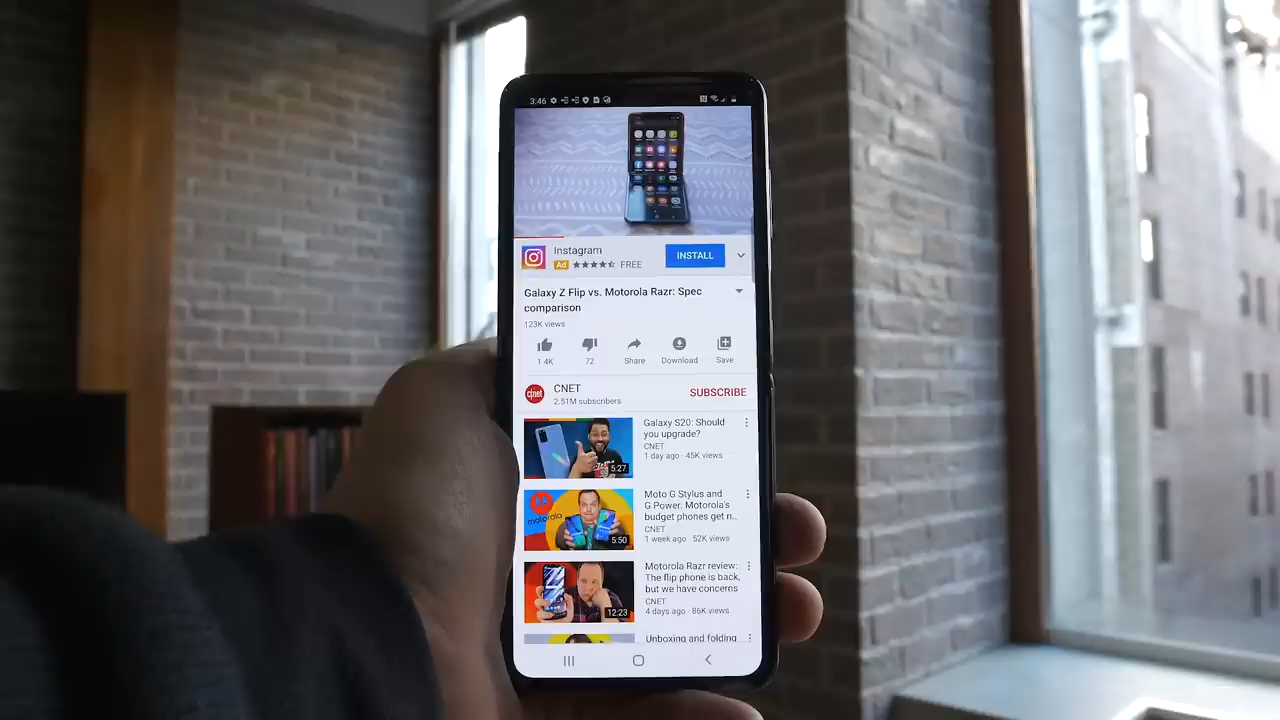 3:46
Instagram
Ad FREE
INSTALL
Galaxy Z Flip vs. Motorola Razr: Spec
comparison
123K views
1.4K
72
Share
Download
Save
cnet
CNET
2.51M subscribers
SUBSCRIBE
5:27
Galaxy S20: Should
you upgrade?
CNET
1 day ago · 45K views
motorola
5:50
Moto G Stylus and
G Power: Motorola's
budget phones get n...
CNET
1 week ago · 52K views
12:23
Motorola Razr review:
The flip phone is back,
but we have concerns
CNET
4 days ago · 86K views
Unboxing and folding